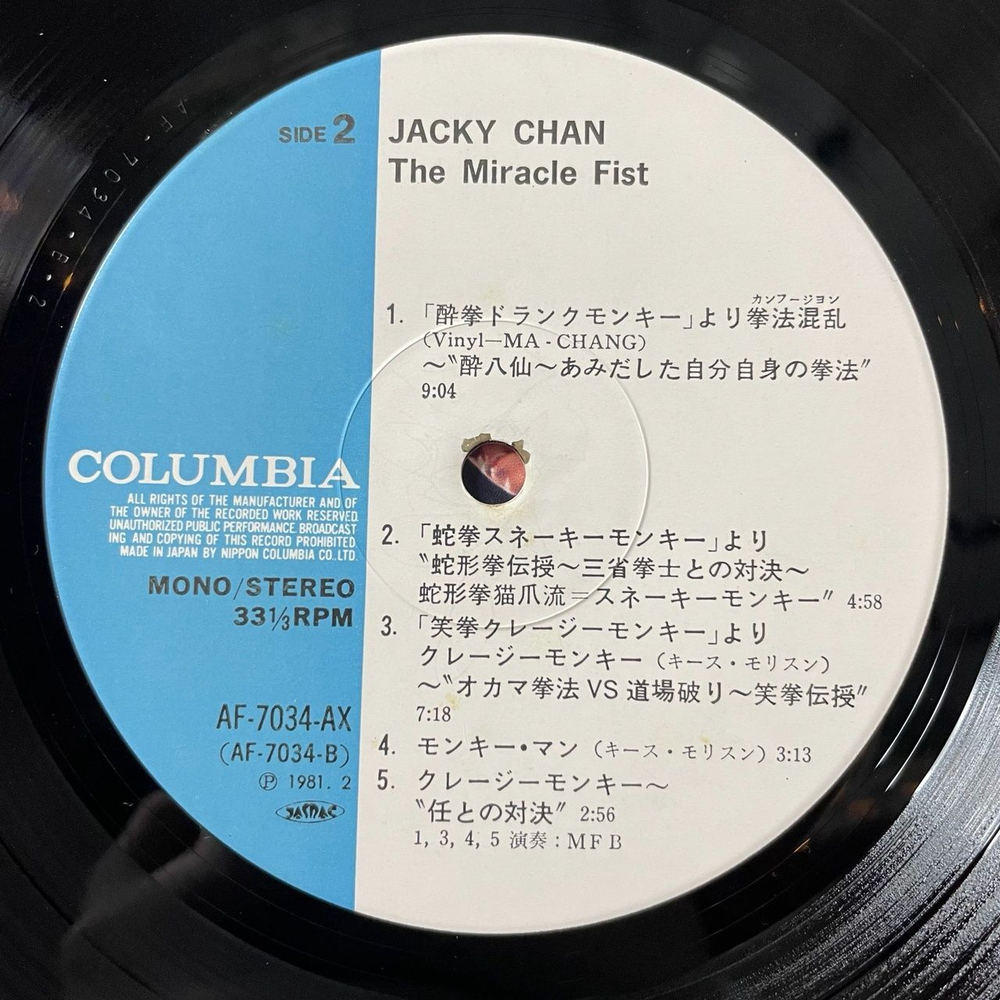 SIDE 2
JACKY CHAN
The Miracle Fist
カンフージョン
1. 「酔拳ドランクモンキー」より拳法混乱
(Vinyl—MA-CHANG)
〜〝酔八仙〜あみだした自分自身の拳法〞
9:04
2. 「蛇拳スネーキーモンキー」より
〝蛇形拳伝授〜三省拳士との対決〜
蛇形拳猫爪流=スネーキーモンキー〞 4:58
3. 「笑拳クレージーモンキー」より
クレージーモンキー (キース・モリスン)
〜〝オカマ拳法 VS 道場破り〜笑拳伝授〞
7:18
4. モンキー・マン (キース・モリスン) 3:13
5. クレージーモンキー〜
〝任との対決〞 2:56
1, 3, 4, 5 演奏 : MFB
COLUMBIA
ALL RIGHTS OF THE MANUFACTURER AND OF
THE OWNER OF THE RECORDED WORK RESERVED.
UNAUTHORIZED PUBLIC PERFORMANCE BROADCAST
ING AND COPYING OF THIS RECORD PROHIBITED.
MADE IN JAPAN BY NIPPON COLUMBIA CO. LTD.
MONO/STEREO
33⅓RPM
AF-7034-AX
(AF-7034-B)
Ⓟ 1981. 2
JASRAC
AF-7034-B-2